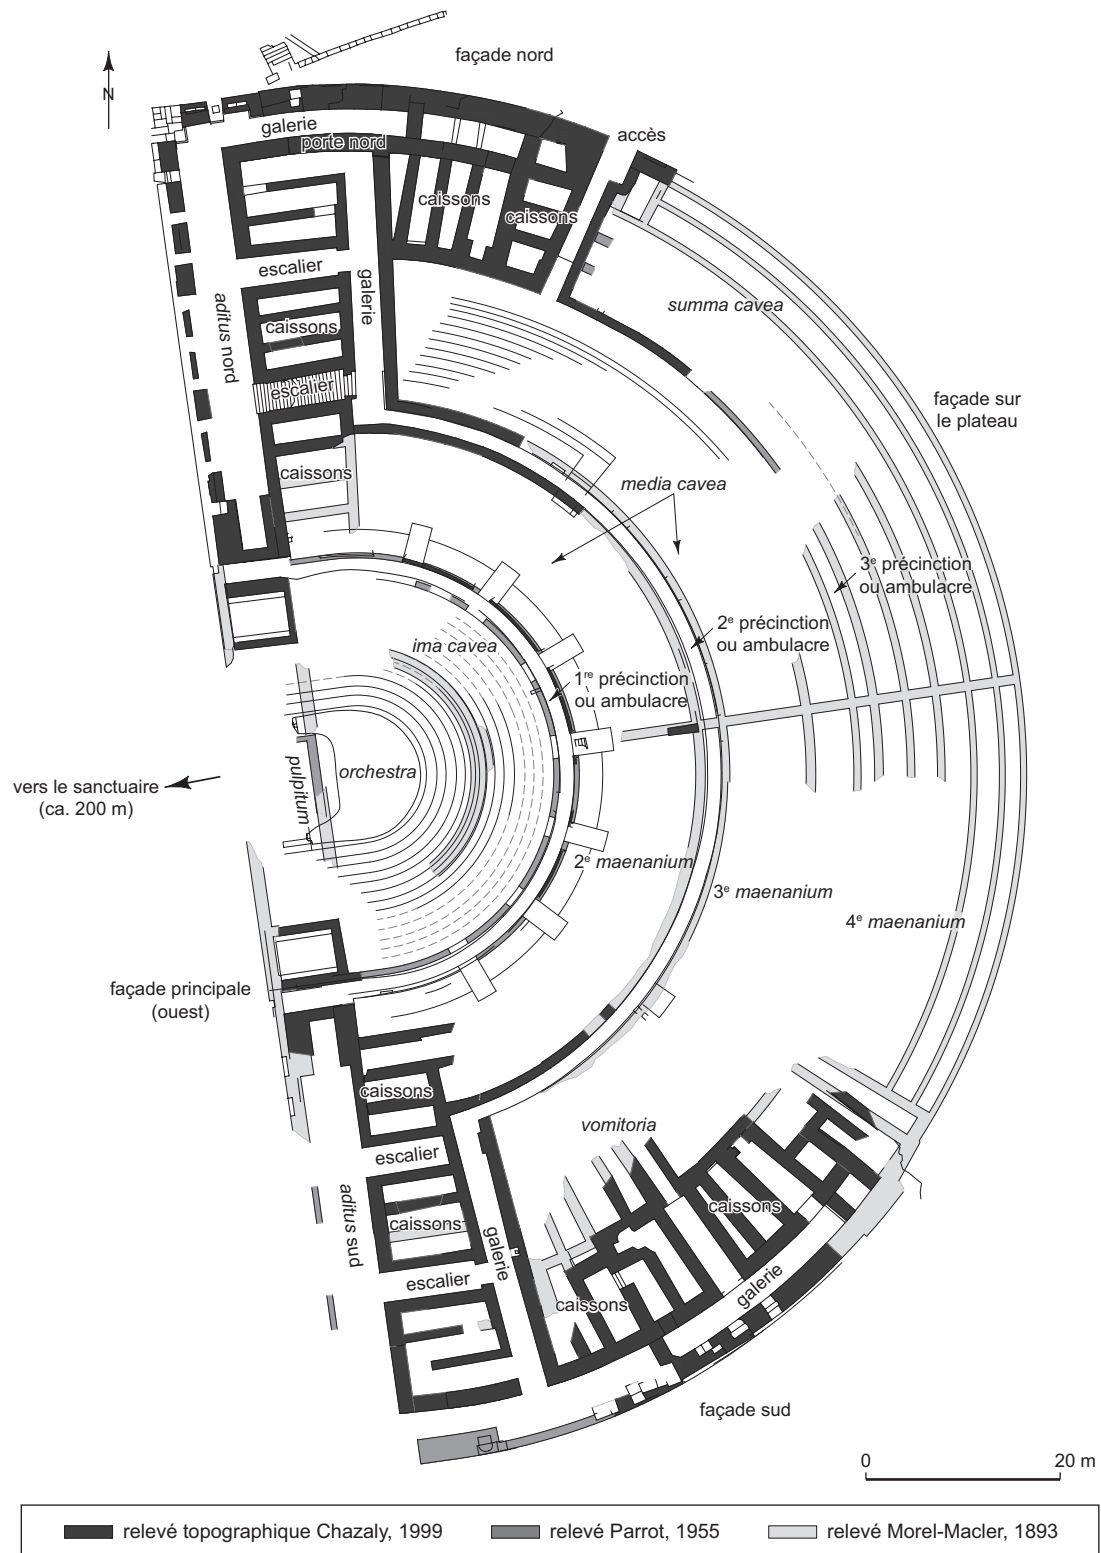 façade nord
N
galerie
porte nord
accès
caissons
caissons
escalier
galerie
summa cavea
aditus nord
caissons
escalier
façade sur
le plateau
caissons
media cavea
3e précinction
ou ambulacre
2e précinction
ou ambulacre
ima cavea
1re précinction
ou ambulacre
vers le sanctuaire
(ca. 200 m)
pulpitum
orchestra
2e maenanium
3e maenanium
4e maenanium
façade principale
(ouest)
caissons
vomitoria
escalier
aditus sud
caissons
caissons
galerie
escalier
galerie
caissons
façade sud
0 20 m
relevé topographique Chazaly, 1999
relevé Parrot, 1955
relevé Morel-Macler, 1893